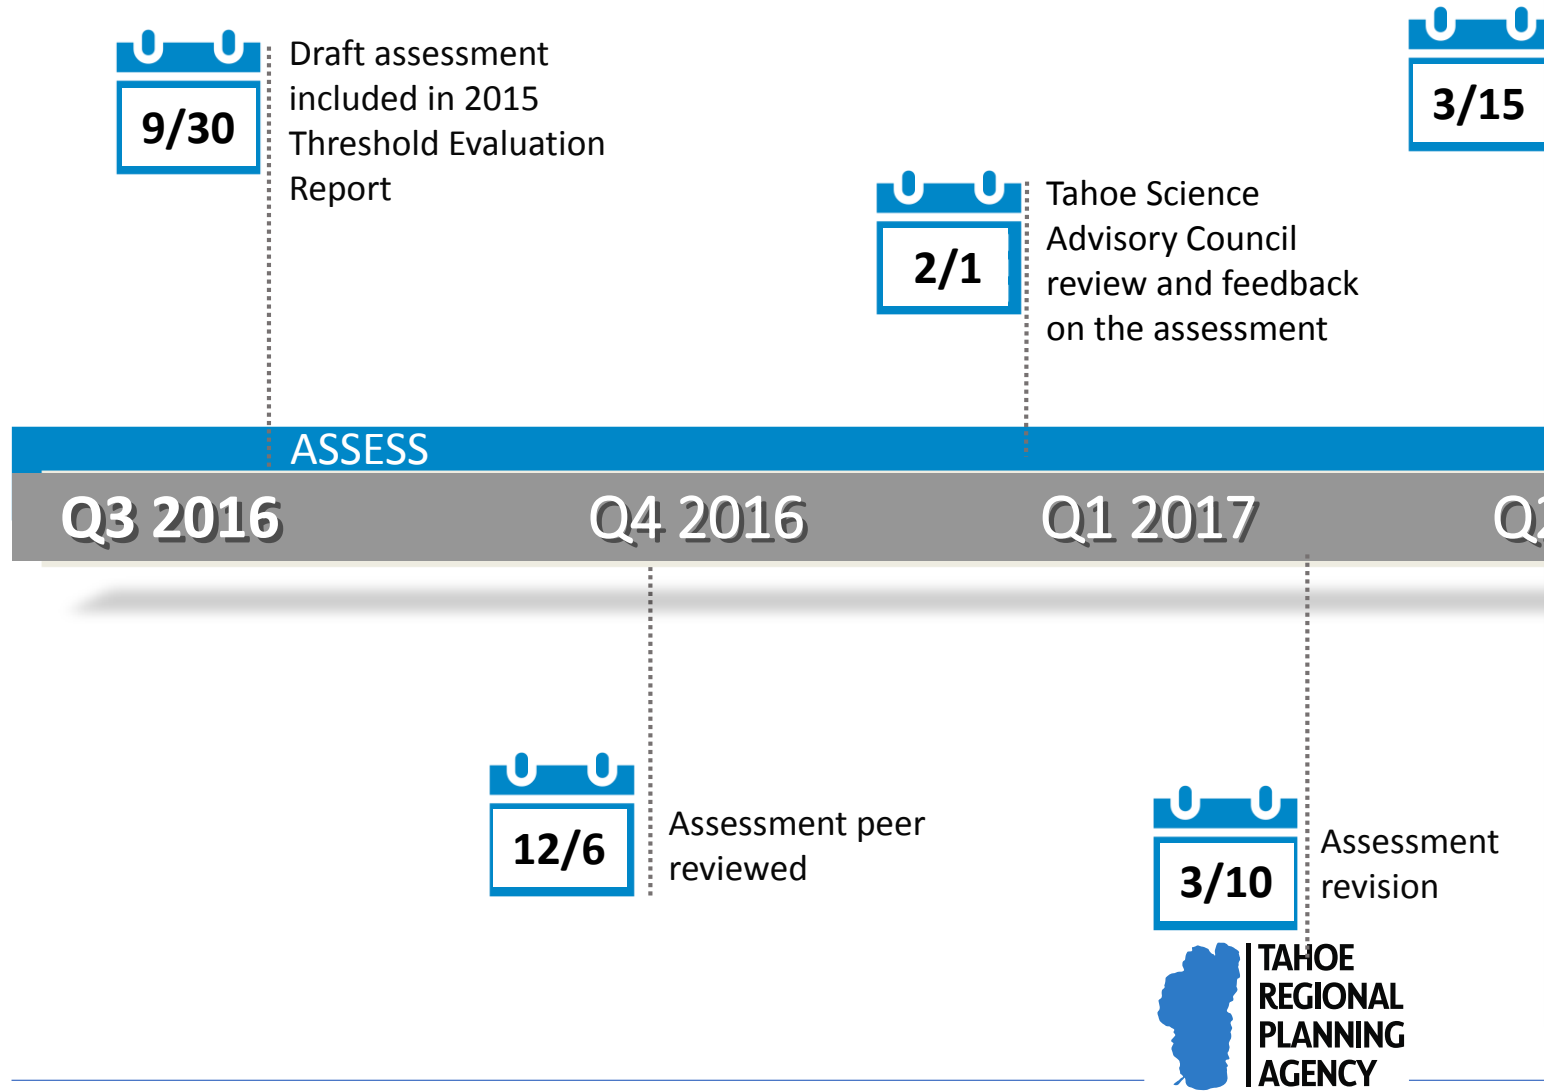 9/30
Draft assessment
included in 2015
Threshold Evaluation
Report
2/1
Tahoe Science
Advisory Council
review and feedback
on the assessment
3/15
ASSESS
Q3 2016
Q4 2016
Q1 2017
12/6
Assessment peer
reviewed
3/10
Assessment
revision
TAHOE
REGIONAL
PLANNING
AGENCY